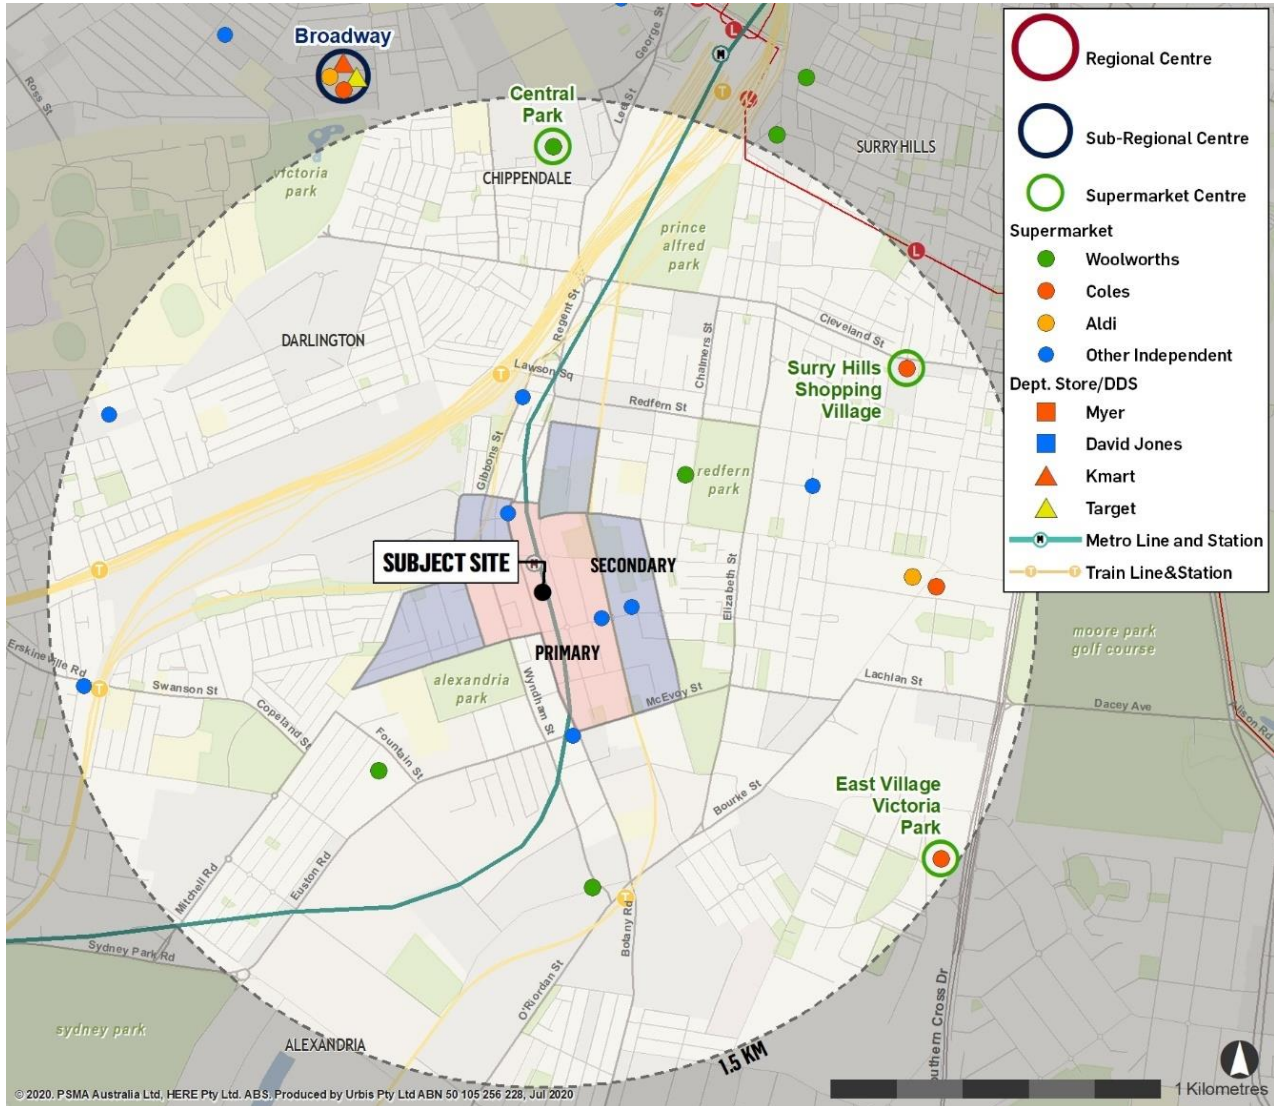 Broadway
Ross St
George St
Lee St
Central
Park
CHIPPENDALE
SURRY HILLS
victoria
park
prince
alfred
park
DARLINGTON
Regent St
Cleveland St
Chalmers St
Lawson Sq
Redfern St
Surry Hills
Shopping
Village
Gibbons St
redfern
park
SUBJECT SITE
SECONDARY
Elizabeth St
PRIMARY
Erskineville Rd
Swanson St
Copeland St
alexandria
park
Wyndham St
McEvoy St
Lachlan St
moore park
golf course
Dacey Ave
Fountain St
Bourke St
East Village
Victoria
Park
Mitchell Rd
Euston Rd
Botany Rd
Sydney Park Rd
O'Riordan St
sydney park
ALEXANDRIA
1.5 KM
Regional Centre
Sub-Regional Centre
Supermarket Centre
Supermarket
Woolworths
Coles
Aldi
Other Independent
Dept. Store/DDS
Myer
David Jones
Kmart
Target
M Metro Line and Station
T T Train Line&Station
1 Kilometres
© 2020. PSMA Australia Ltd, HERE Pty Ltd. ABS. Produced by Urbis Pty Ltd ABN 50 105 256 228, Jul 2020